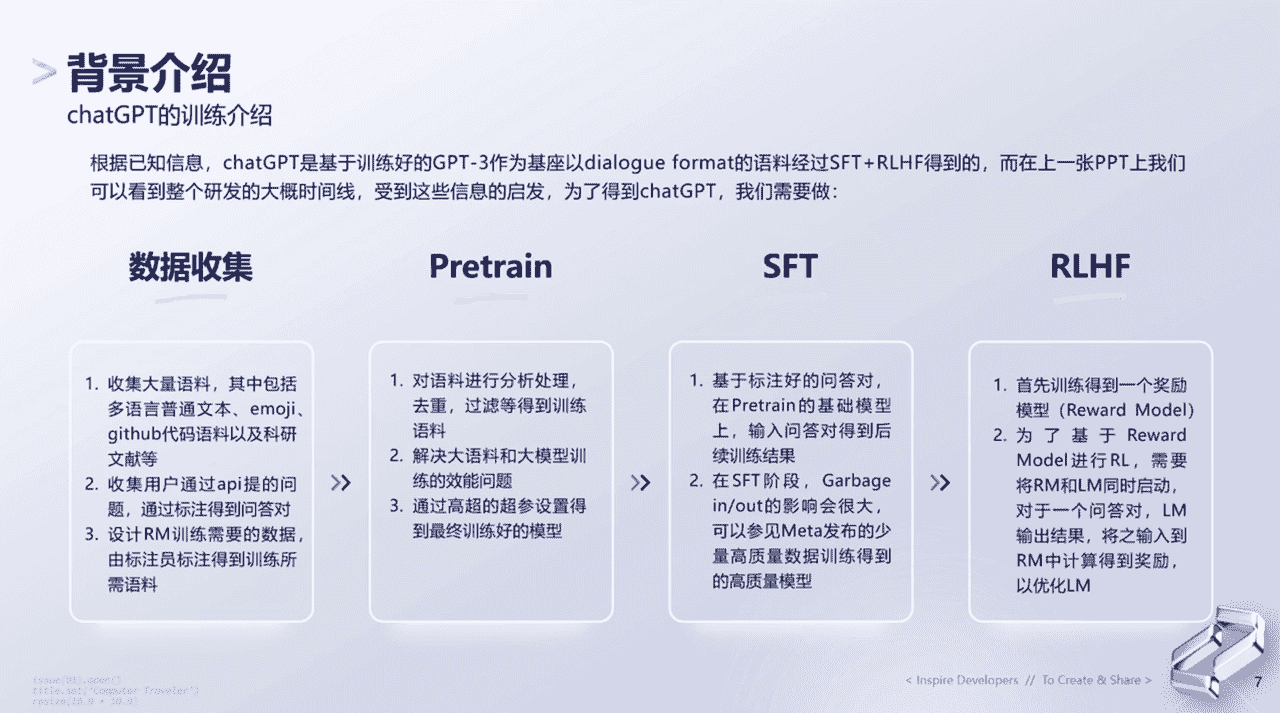 > 背景介绍
chatGPT的训练介绍
根据已知信息，chatGPT是基于训练好的GPT-3作为基座以dialogue format的语料经过SFT+RLHF得到的，而在上一张PPT上我们
可以看到整个研发的大概时间线，受到这些信息的启发，为了得到chatGPT，我们需要做：
数据收集
1. 收集大量语料，其中包括
多语言普通文本、emoji、
github代码语料以及科研
文献等
2. 收集用户通过api提的问
题，通过标注得到问答对
3. 设计RM训练需要的数据，
由标注员标注得到训练所
需语料
Pretrain
1. 对语料进行分析处理，
去重，过滤等得到训练
语料
2. 解决大语料和大模型训
练的效能问题
3. 通过高超的超参设置得
到最终训练好的模型
SFT
1. 基于标注好的问答对，
在Pretrain的基础模型
上，输入问答对得到后
续训练结果
2. 在SFT阶段，Garbage
in/out的影响会很大，
可以参见Meta发布的少
量高质量数据训练得到
的高质量模型
RLHF
1. 首先训练得到一个奖励
模型（Reward Model）
2. 为了基于Reward
Model进行RL，需要
将RM和LM同时启动，
对于一个问答对，LM
输出结果，将之输入到
RM中计算得到奖励，
以优化LM
issue[01].open()
title.set("Computer Traveler")
< Inspire Developers // To Create & Share >
7